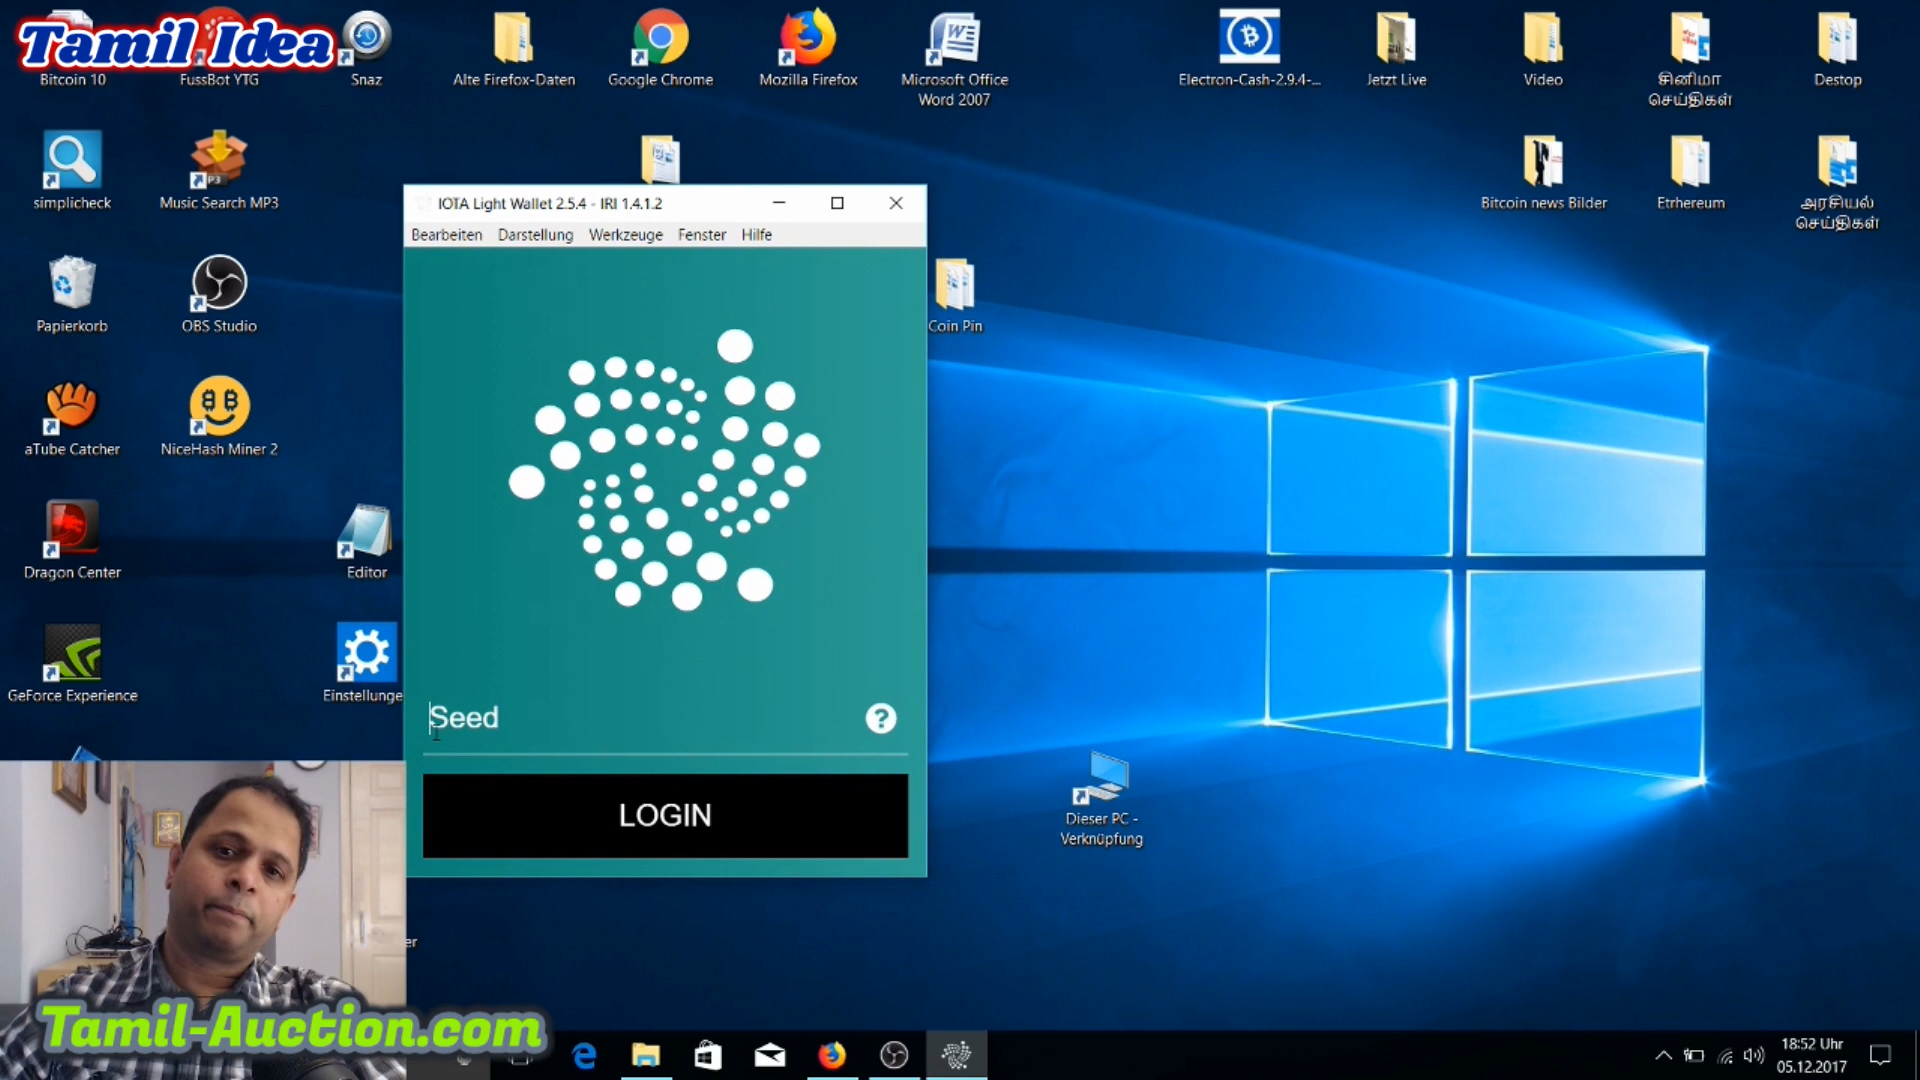 Tamil Idea
Bitcoin 10
FussBot YTG
Snaz
Alte Firefox-Daten
Google Chrome
Mozilla Firefox
Microsoft Office
Word 2007
Electron-Cash-2.9.4-...
Jetzt Live
Video
சினிமா
செய்திகள்
Destop
simplicheck
Music Search MP3
Bitcoin news Bilder
Etrhereum
அரசியல்
செய்திகள்
IOTA Light Wallet 2.5.4 - IRI 1.4.1.2
Bearbeiten Darstellung Werkzeuge Fenster Hilfe
Papierkorb
OBS Studio
Coin Pin
aTube Catcher
NiceHash Miner 2
Dragon Center
Editor
GeForce Experience
Einstellunge
Seed
?
LOGIN
Dieser PC -
Verknüpfung
er
Tamil-Auction.com
18:52 Uhr
05.12.2017